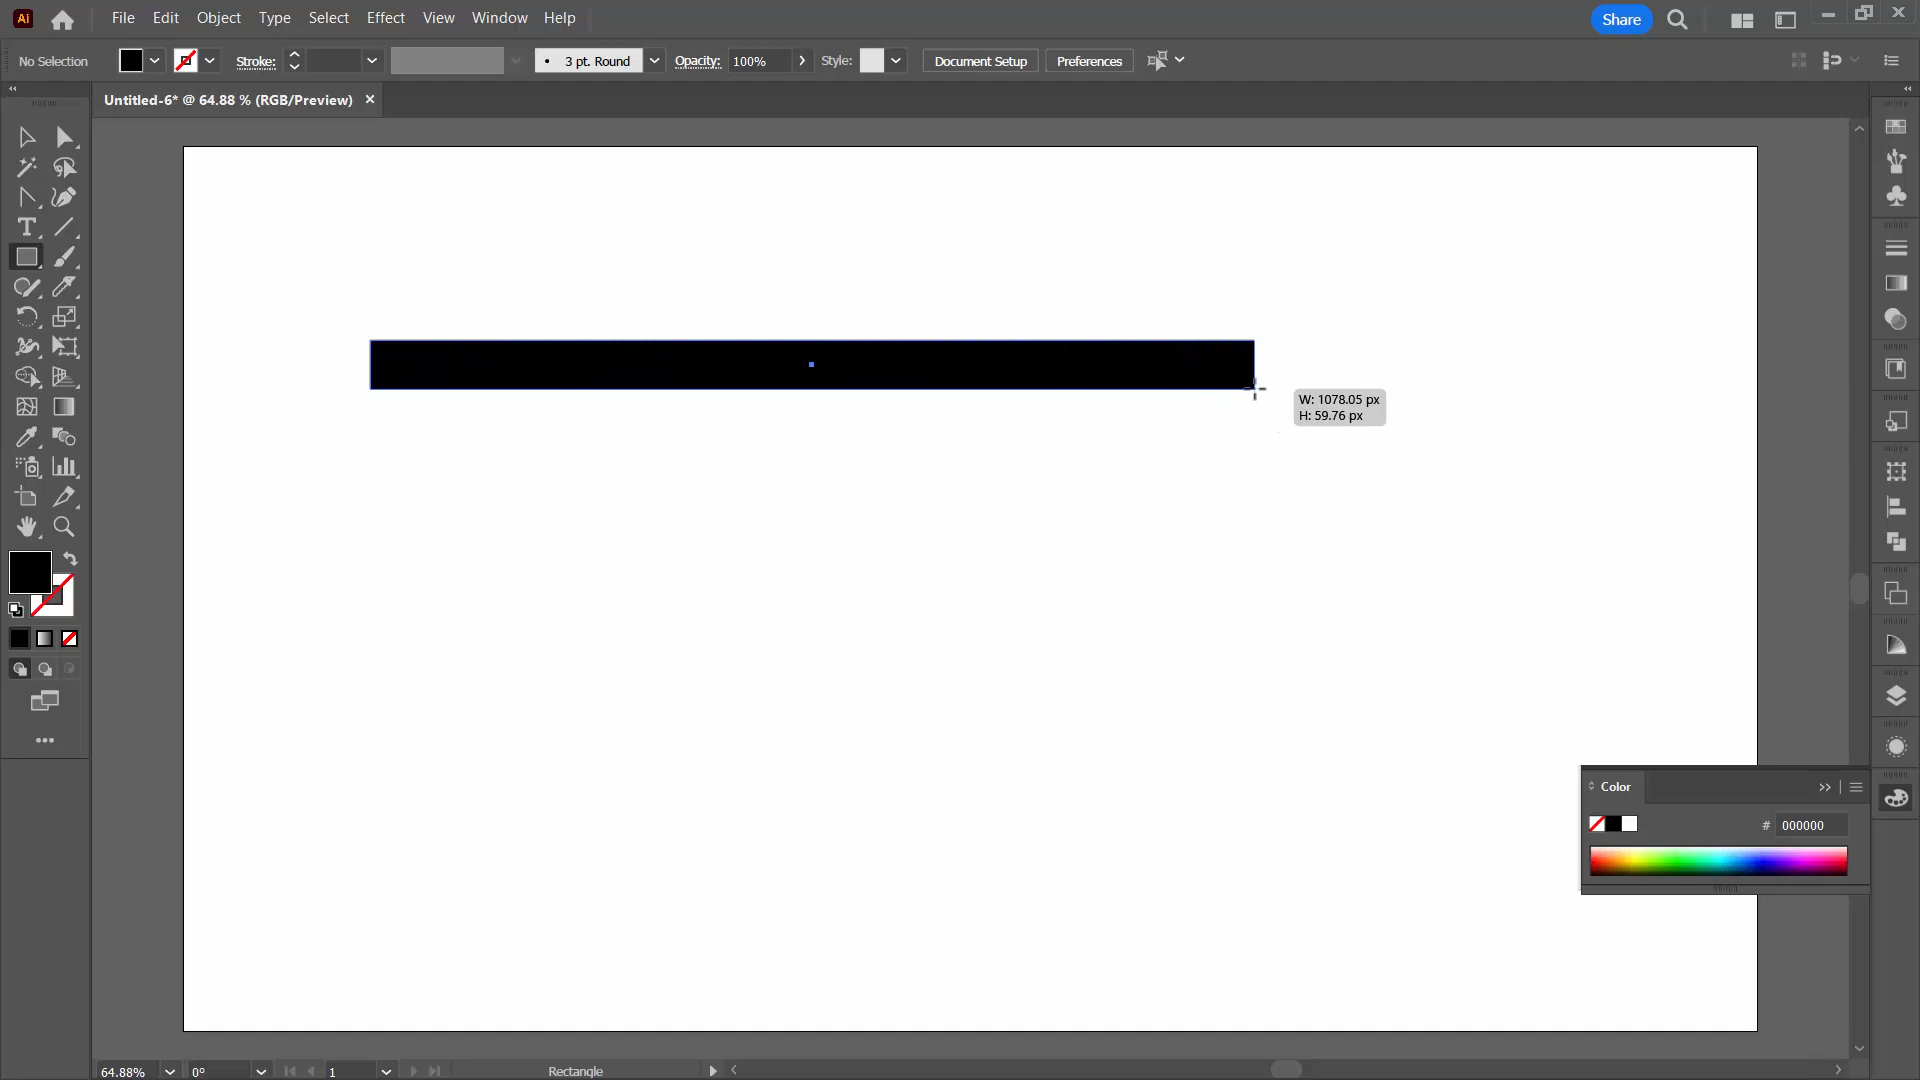 Ai File Edit Object Type Select Effect View Window Help Share
No Selection Stroke: 3 pt. Round Opacity: 100% Style: Document Setup Preferences
Untitled-6* @ 64.88 % (RGB/Preview)
W: 1078.05 px
H: 59.76 px
Color
# 000000
64.88% 0° 1 Rectangle